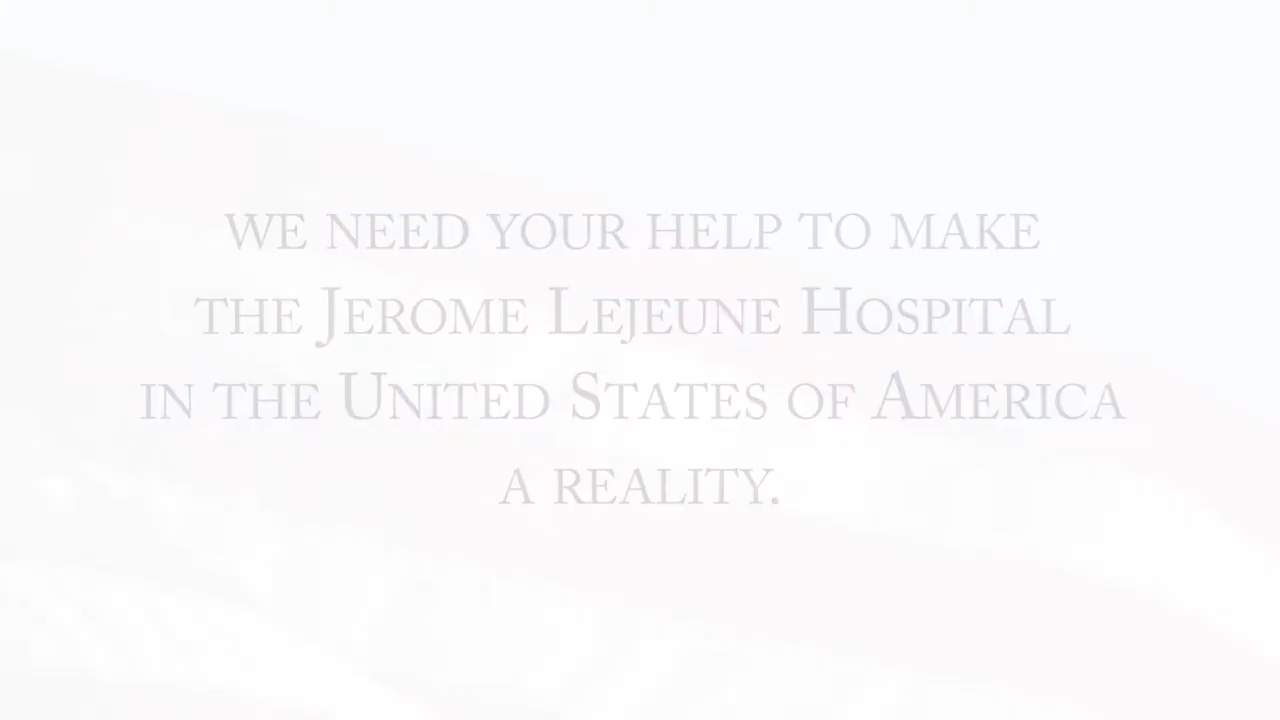 WE NEED YOUR HELP TO MAKE
THE JEROME LEJEUNE HOSPITAL
IN THE UNITED STATES OF AMERICA
A REALITY.